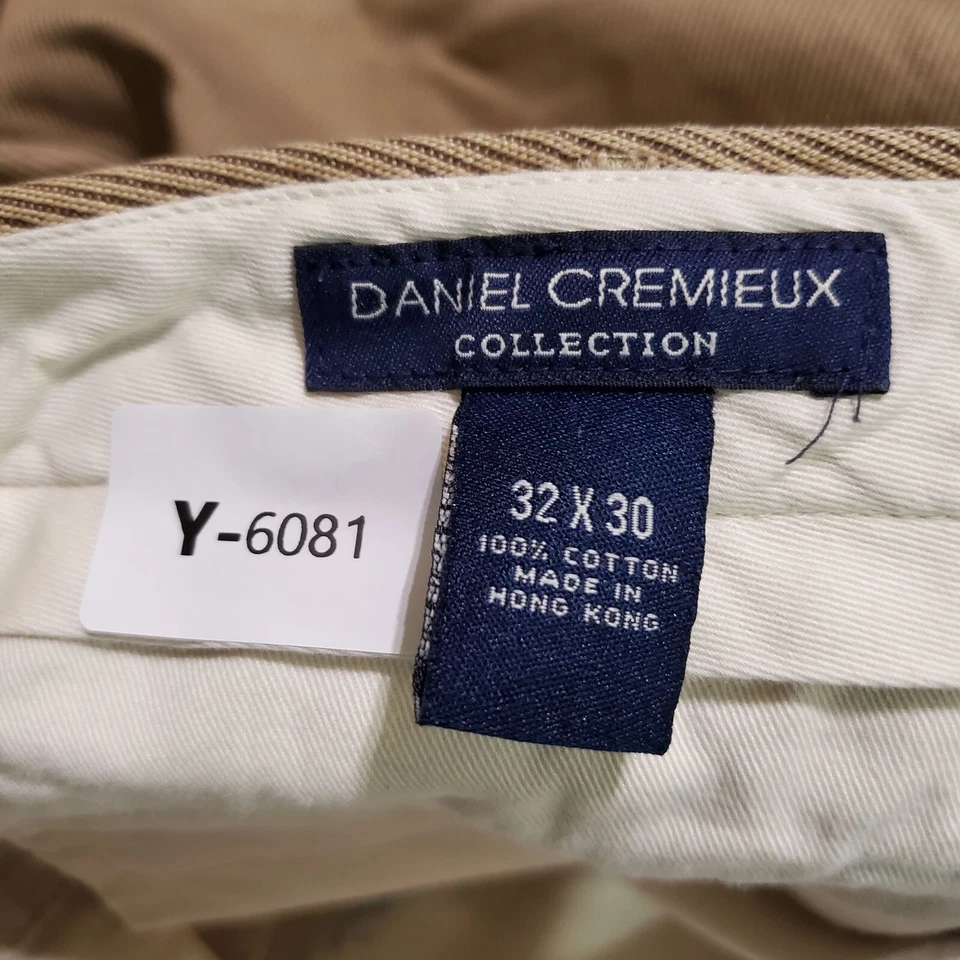 DANIEL CREMIEUX
COLLECTION
Y-6081
32 X 30
100% COTTON
MADE IN
HONG KONG